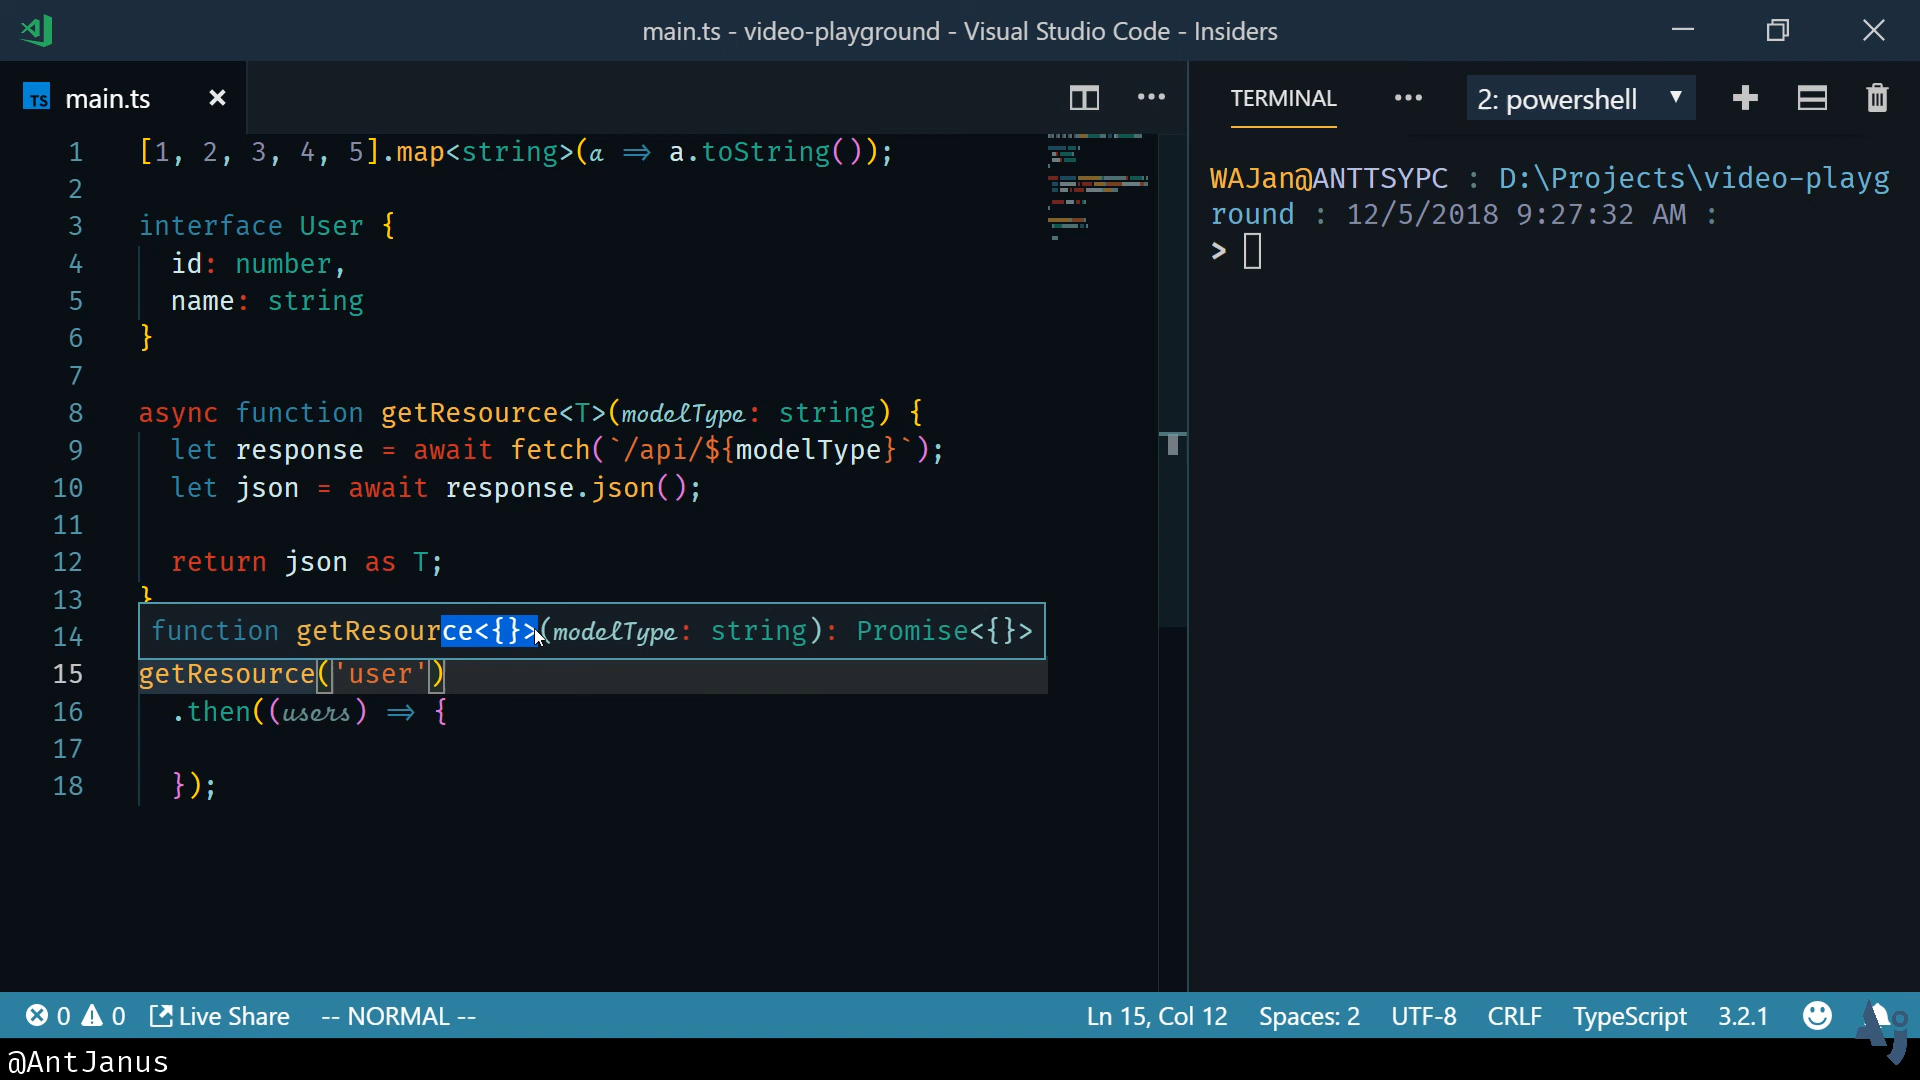 main.ts - video-playground - Visual Studio Code - Insiders
TS main.ts
TERMINAL
2: powershell
1 [1, 2, 3, 4, 5].map<string>(a => a.toString());
2
3 interface User {
4 id: number,
5 name: string
6 }
7
8 async function getResource<T>(modelType: string) {
9 let response = await fetch(`/api/${modelType}`);
10 let json = await response.json();
11
12 return json as T;
13 }
14
function getResource<{}>(modelType: string): Promise<{}>
15 getResource('user')
16 .then((users) => {
17
18 });
WAJan@ANTTSYPC : D:\Projects\video-playg
round : 12/5/2018 9:27:32 AM :
>
0 0 Live Share -- NORMAL -- Ln 15, Col 12 Spaces: 2 UTF-8 CRLF TypeScript 3.2.1
AJ
@AntJanus